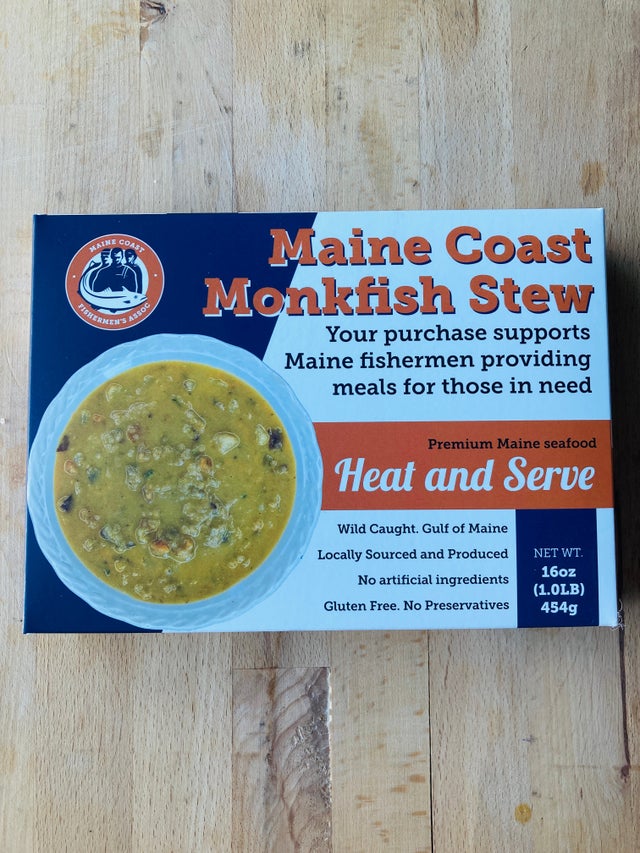 MAINE COAST
FISHERMEN'S ASSOC
Maine Coast
Monkfish Stew
Your purchase supports
Maine fishermen providing
meals for those in need
Premium Maine seafood
Heat and Serve
Wild Caught. Gulf of Maine
Locally Sourced and Produced
No artificial ingredients
Gluten Free. No Preservatives
NET WT.
16oz
(1.0LB)
454g